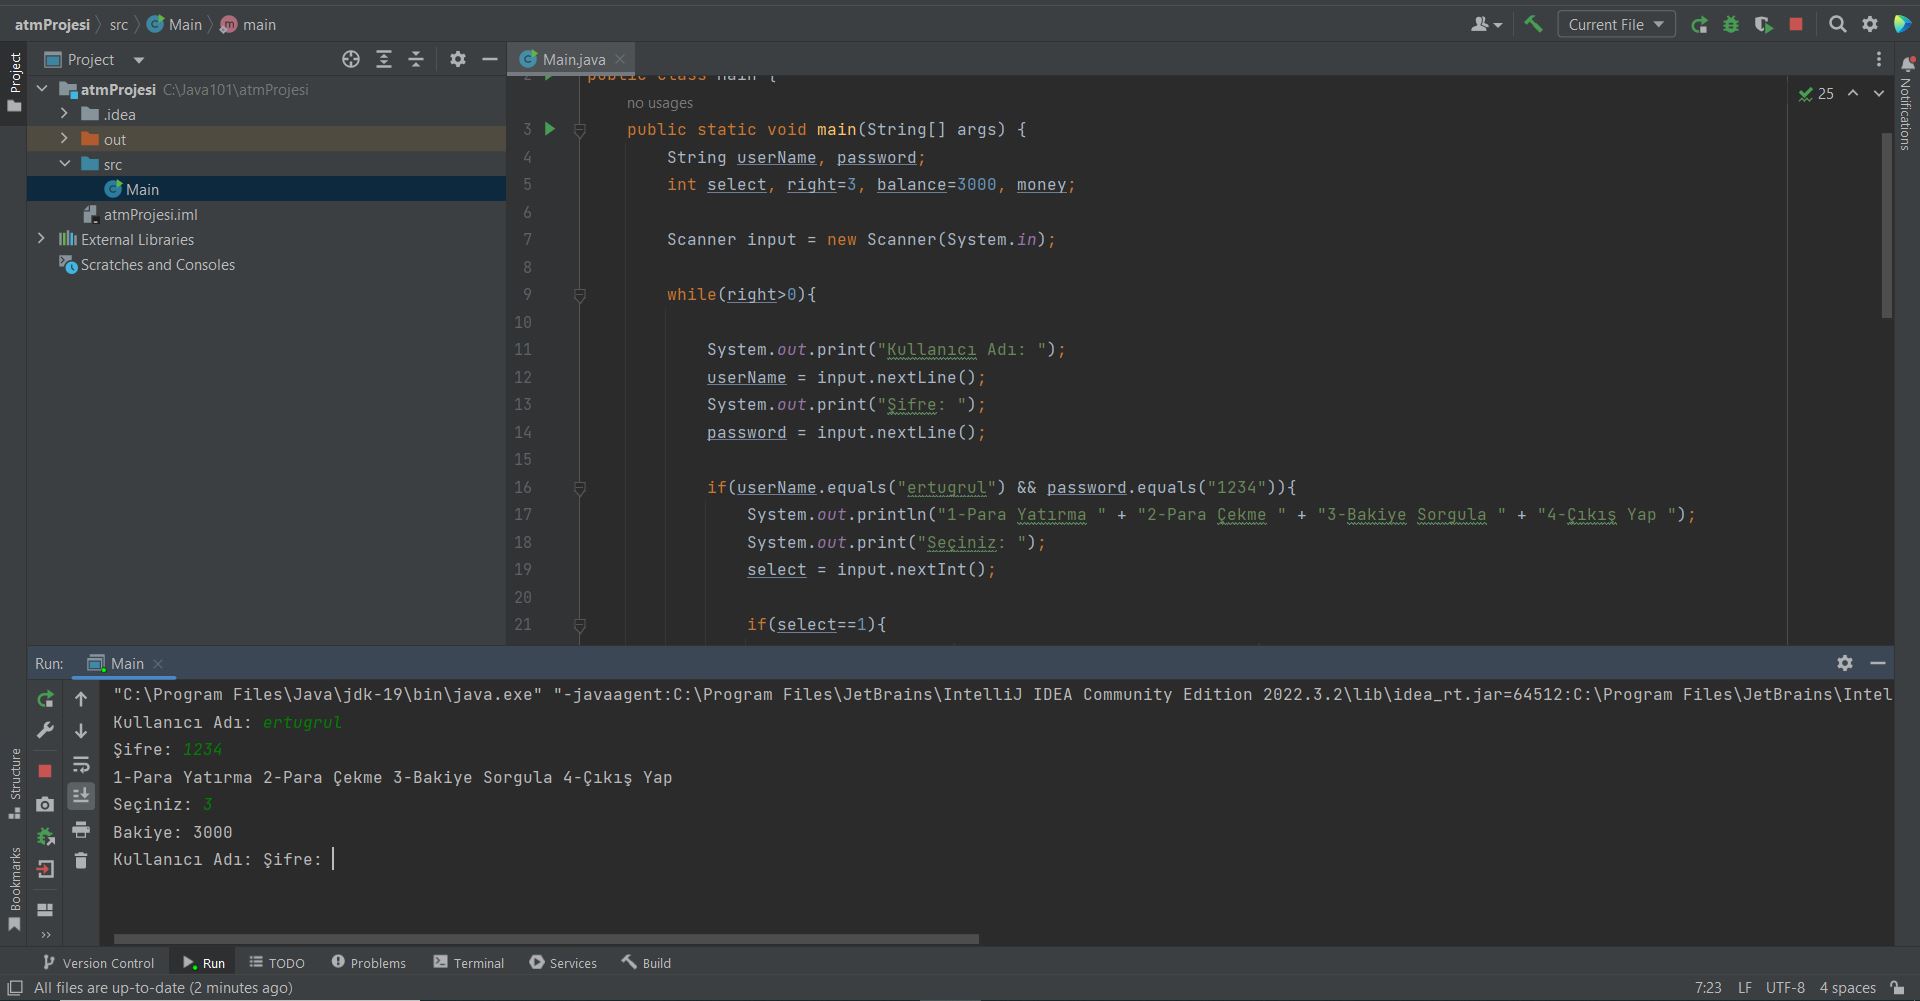 atmProjesi src Main main
Current File
Project
atmProjesi C:\Java101\atmProjesi
.idea
out
src
Main
atmProjesi.iml
External Libraries
Scratches and Consoles
Project
Structure
Bookmarks
Notifications
Main.java
25
2 public class Main {
no usages
3 public static void main(String[] args) {
4 String userName, password;
5 int select, right=3, balance=3000, money;
6
7 Scanner input = new Scanner(System.in);
8
9 while(right>0){
10
11 System.out.print("Kullanıcı Adı: ");
12 userName = input.nextLine();
13 System.out.print("Şifre: ");
14 password = input.nextLine();
15
16 if(userName.equals("ertugrul") && password.equals("1234")){
17 System.out.println("1-Para Yatırma " + "2-Para Çekme " + "3-Bakiye Sorgula " + "4-Çıkış Yap ");
18 System.out.print("Seçiniz: ");
19 select = input.nextInt();
20
21 if(select==1){
Run: Main
"C:\Program Files\Java\jdk-19\bin\java.exe" "-javaagent:C:\Program Files\JetBrains\IntelliJ IDEA Community Edition 2022.3.2\lib\idea_rt.jar=64512:C:\Program Files\JetBrains\Intel
Kullanıcı Adı: ertugrul
Şifre: 1234
1-Para Yatırma 2-Para Çekme 3-Bakiye Sorgula 4-Çıkış Yap
Seçiniz: 3
Bakiye: 3000
Kullanıcı Adı: Şifre:
Version Control Run TODO Problems Terminal Services Build
All files are up-to-date (2 minutes ago)
7:23 LF UTF-8 4 spaces